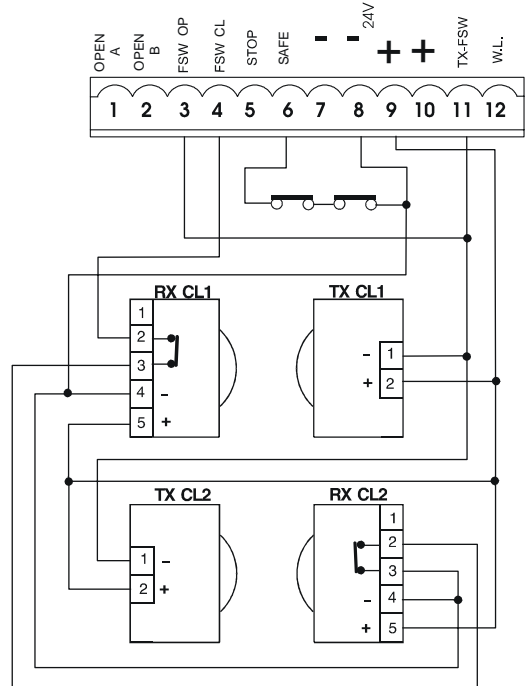 OPEN A
OPEN B
FSW OP
FSW CL
STOP
SAFE
-
-
24V
+
+
TX-FSW
W.L.
1 2 3 4 5 6 7 8 9 10 11 12
RX CL1
1
2
3
4 -
5 +
TX CL1
- 1
+ 2
TX CL2
1 -
2 +
RX CL2
1
2
3
- 4
+ 5